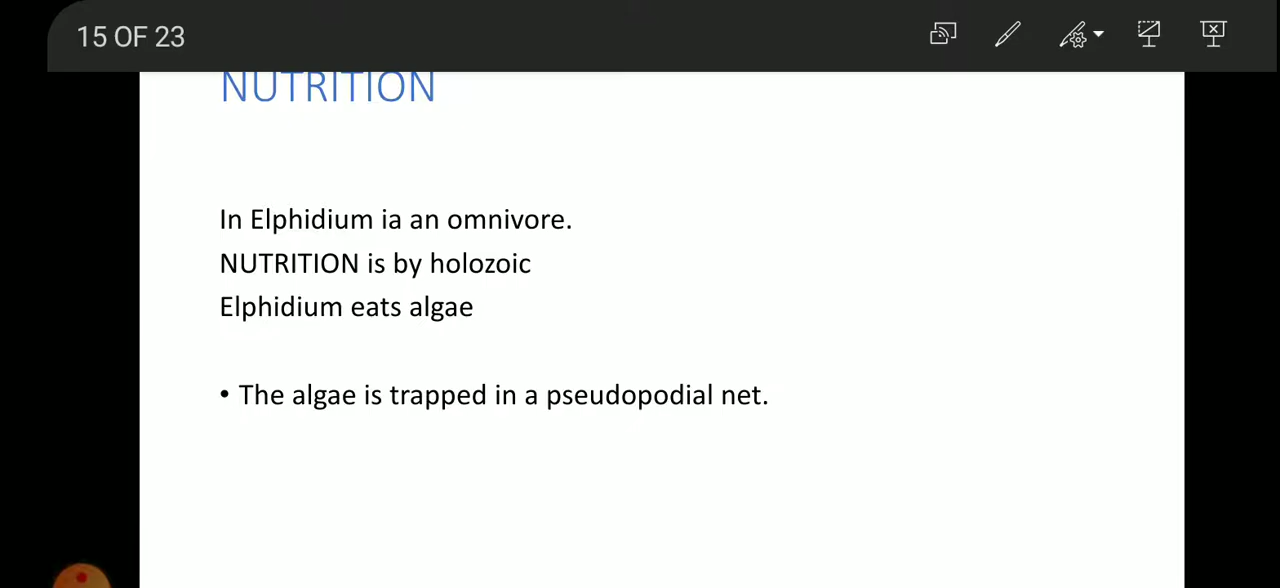 15 OF 23
NUTRITION
In Elphidium ia an omnivore.
NUTRITION is by holozoic
Elphidium eats algae
• The algae is trapped in a pseudopodial net.